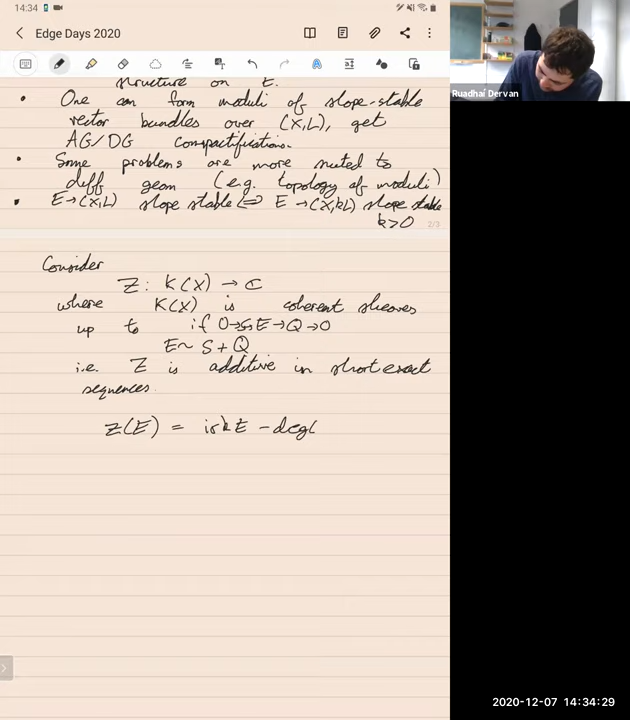 14:34
Edge Days 2020
Ruadhaí Dervan
structure on E.
• One can form moduli of slope-stable
vector bundles over (X,L), get
AG/DG compactifications.
• Some problems are more suited to
diff geom (e.g. topology of moduli)
• E→(X,L) slope stable ⟺ E→(X,kL) slope stable
k>0
2/3
Consider
Z: K(X) → ℂ
where K(X) is coherent sheaves
up to if 0→S→E→Q→0
E~ S+Q
i.e. Z is additive in short exact
sequences.
Z(E) = i rk E - deg(
2020-12-07 14:34:29